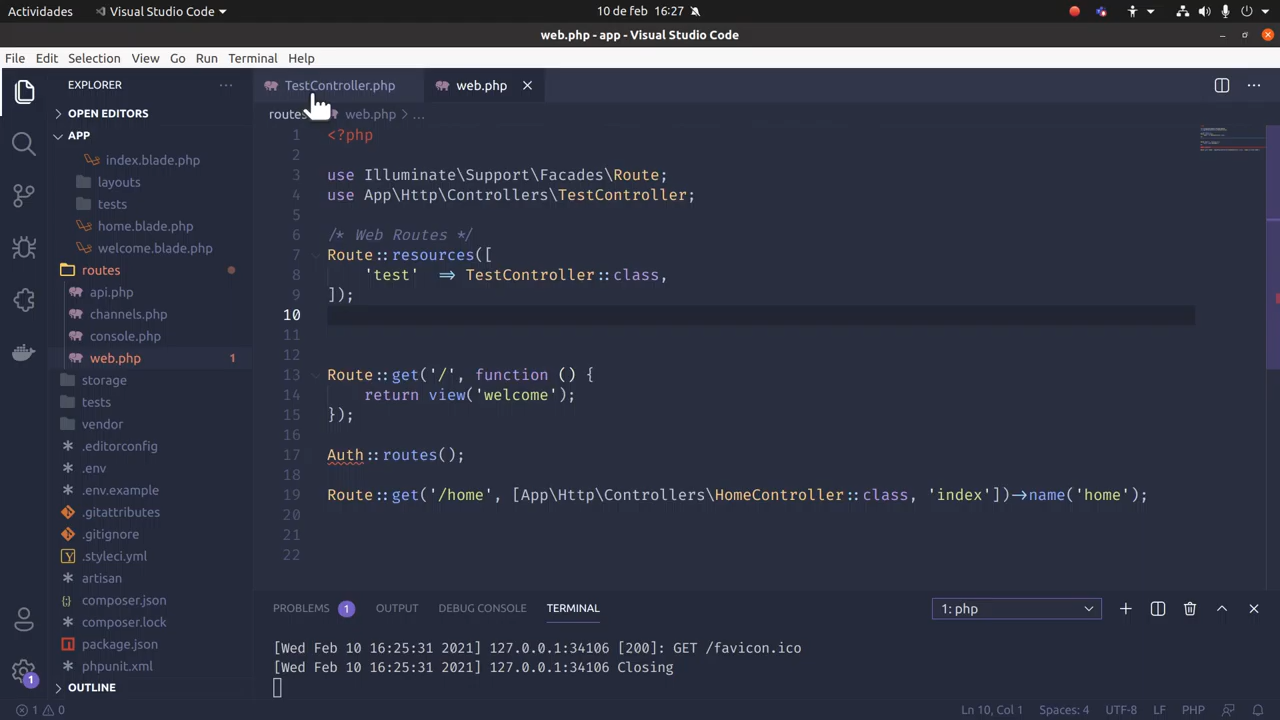 Actividades
Visual Studio Code
10 de feb 16:27
web.php - app - Visual Studio Code
File Edit Selection View Go Run Terminal Help
EXPLORER
OPEN EDITORS
APP
index.blade.php
layouts
tests
home.blade.php
welcome.blade.php
routes
api.php
channels.php
console.php
web.php 1
storage
tests
vendor
.editorconfig
.env
.env.example
.gitattributes
.gitignore
.styleci.yml
artisan
composer.json
composer.lock
package.json
phpunit.xml
OUTLINE
1
TestController.php
web.php
routes > web.php > ...
1 <?php
2
3 use Illuminate\Support\Facades\Route;
4 use App\Http\Controllers\TestController;
5
6 /* Web Routes */
7 Route::resources([
8 'test' => TestController::class,
9 ]);
10
11
12
13 Route::get('/', function () {
14 return view('welcome');
15 });
16
17 Auth::routes();
18
19 Route::get('/home', [App\Http\Controllers\HomeController::class, 'index'])->name('home');
20
21
22
PROBLEMS 1 OUTPUT DEBUG CONSOLE TERMINAL
1: php
[Wed Feb 10 16:25:31 2021] 127.0.0.1:34106 [200]: GET /favicon.ico
[Wed Feb 10 16:25:31 2021] 127.0.0.1:34106 Closing
1 0
Ln 10, Col 1 Spaces: 4 UTF-8 LF PHP